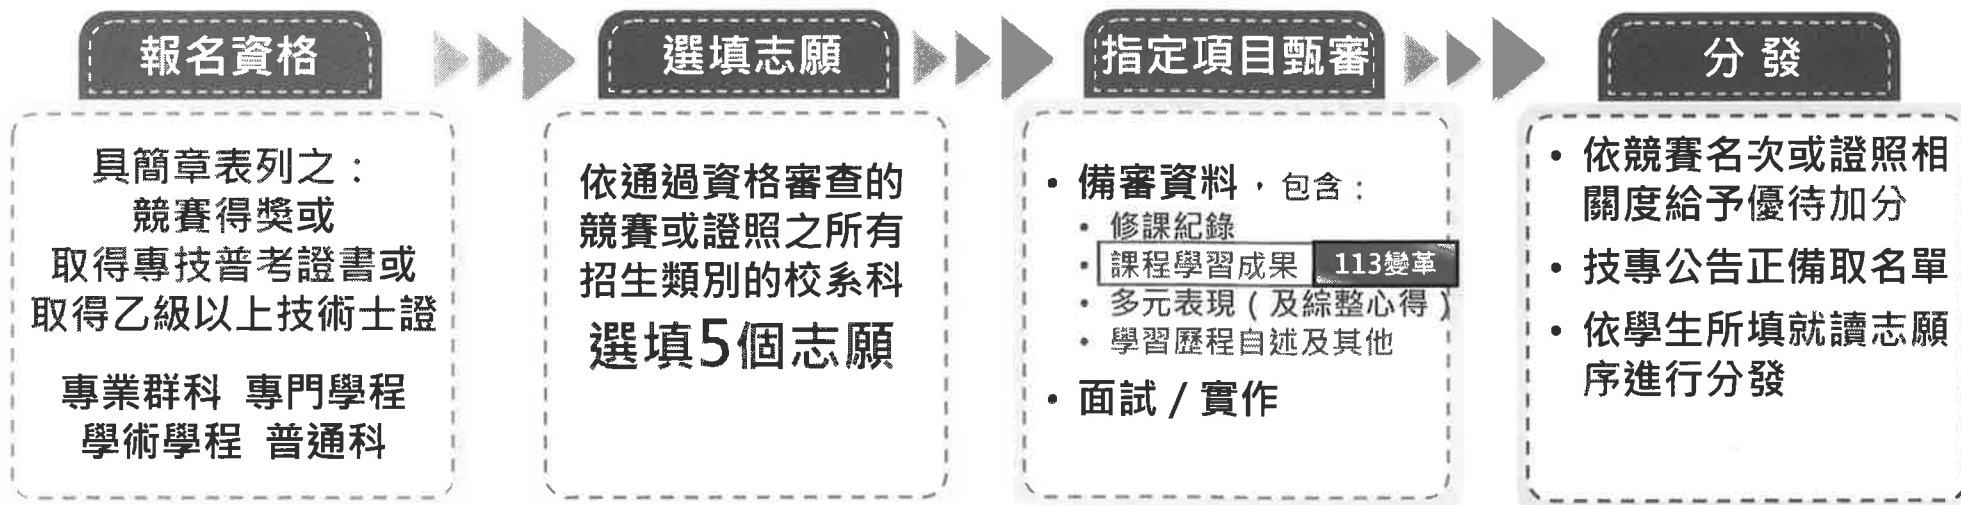 報名資格
具簡章表列之：
競賽得獎或
取得專技普考證書或
取得乙級以上技術士證
專業群科 專門學程
學術學程 普通科
選填志願
依通過資格審查的
競賽或證照之所有
招生類別的校系科
選填5個志願
指定項目甄審
• 備審資料，包含：
• 修課紀錄
• 課程學習成果 113變革
• 多元表現（及綜整心得）
• 學習歷程自述及其他
• 面試／實作
分發
• 依競賽名次或證照相
關度給予優待加分
• 技專公告正備取名單
• 依學生所填就讀志願
序進行分發